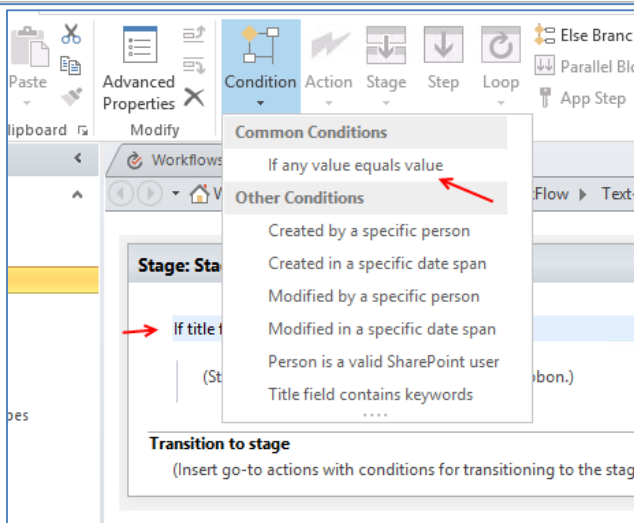 Else Branc
Paste
Advanced
Properties
Condition
Action
Stage
Step
Loop
Parallel Blo
App Step
lipboard
Modify
Common Conditions
Workflows
If any value equals value
W
Other Conditions
Flow
Text-
Created by a specific person
Stage: Sta
Created in a specific date span
Modified by a specific person
If title f
Modified in a specific date span
Person is a valid SharePoint user
(St
bbon.)
Title field contains keywords
pes
Transition to stage
(Insert go-to actions with conditions for transitioning to the stag